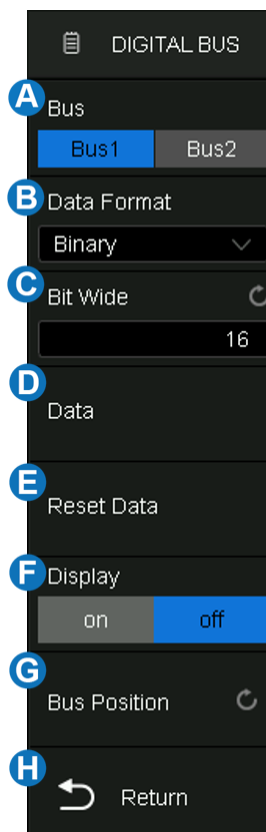 DIGITAL BUS
A
Bus
Bus1 Bus2
B
Data Format
Binary
C
Bit Wide
16
D
Data
E
Reset Data
F
Display
on off
G
Bus Position
H
Return